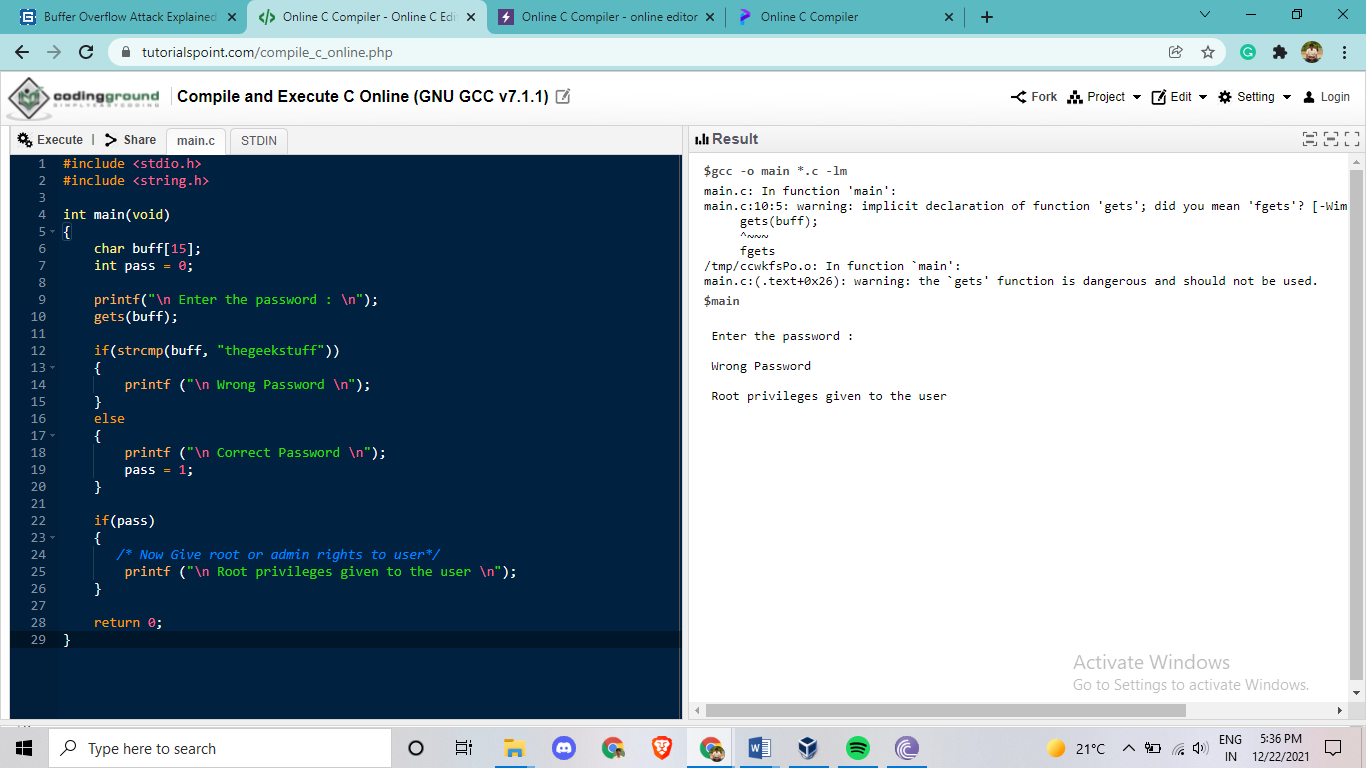 Buffer Overflow Attack Explained
Online C Compiler - Online C Edi
Online C Compiler - online editor
Online C Compiler
tutorialspoint.com/compile_c_online.php
codingground
SIMPLYEASYCODING
Compile and Execute C Online (GNU GCC v7.1.1)
Fork Project Edit Setting Login
Execute | Share main.c STDIN
1 #include <stdio.h>
2 #include <string.h>
3
4 int main(void)
5 {
6 char buff[15];
7 int pass = 0;
8
9 printf("\n Enter the password : \n");
10 gets(buff);
11
12 if(strcmp(buff, "thegeekstuff"))
13 {
14 printf ("\n Wrong Password \n");
15 }
16 else
17 {
18 printf ("\n Correct Password \n");
19 pass = 1;
20 }
21
22 if(pass)
23 {
24 /* Now Give root or admin rights to user*/
25 printf ("\n Root privileges given to the user \n");
26 }
27
28 return 0;
29 }
Result
$gcc -o main *.c -lm
main.c: In function 'main':
main.c:10:5: warning: implicit declaration of function 'gets'; did you mean 'fgets'? [-Wim
gets(buff);
^~~~
fgets
/tmp/ccwkfsPo.o: In function `main':
main.c:(.text+0x26): warning: the `gets' function is dangerous and should not be used.
$main
Enter the password :
Wrong Password
Root privileges given to the user
Activate Windows
Go to Settings to activate Windows.
Type here to search
21°C
ENG
IN
5:36 PM
12/22/2021